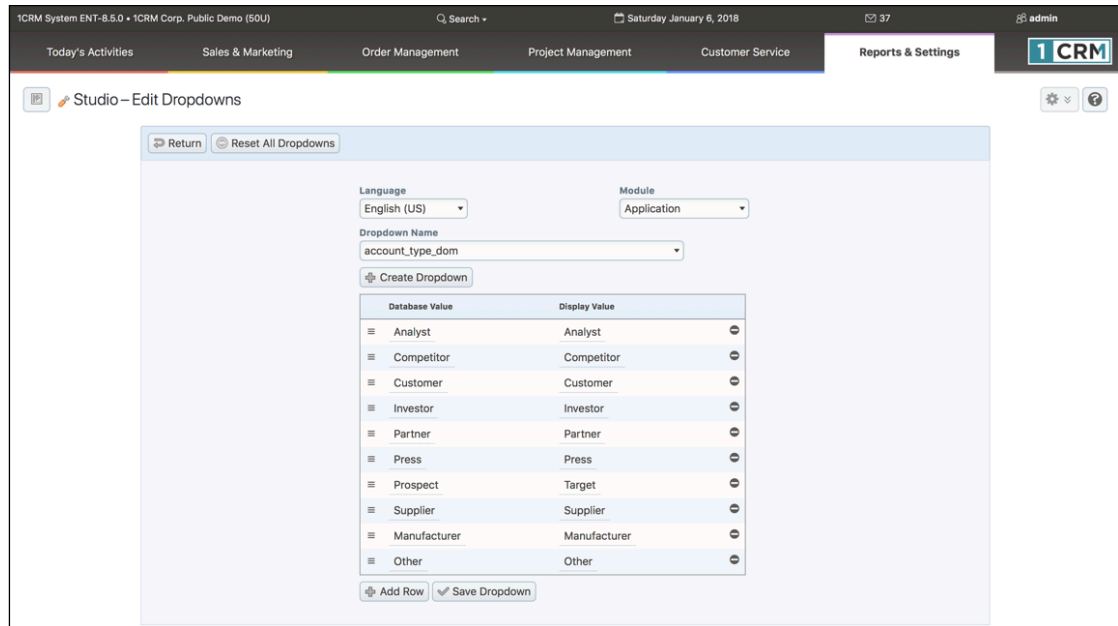 1CRM System ENT-8.5.0 • 1CRM Corp. Public Demo (50U) Search Saturday January 6, 2018 37 admin
Today's Activities Sales & Marketing Order Management Project Management Customer Service Reports & Settings 1 CRM
Studio – Edit Dropdowns
Return Reset All Dropdowns
Language Module
English (US) Application
Dropdown Name
account_type_dom
Create Dropdown
Database Value Display Value
Analyst Analyst
Competitor Competitor
Customer Customer
Investor Investor
Partner Partner
Press Press
Prospect Target
Supplier Supplier
Manufacturer Manufacturer
Other Other
Add Row Save Dropdown